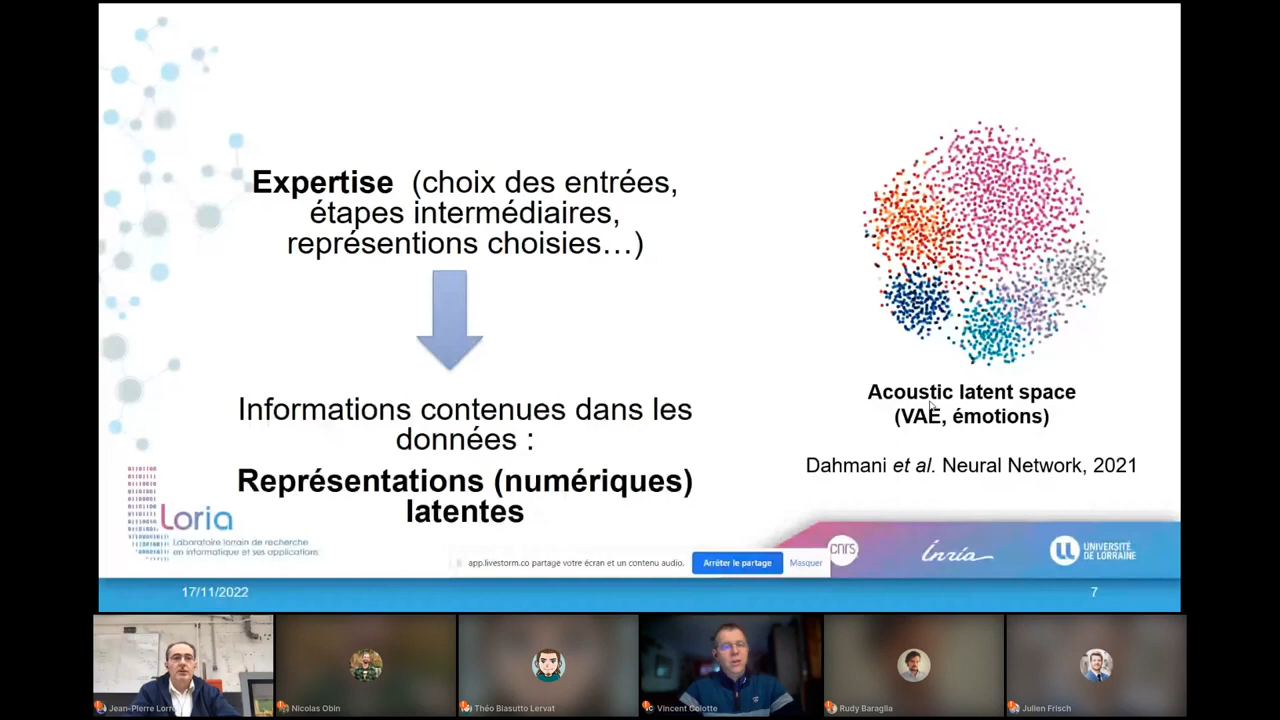 Expertise (choix des entrées,
étapes intermédiaires,
représentions choisies…)
Informations contenues dans les
données :
Représentations (numériques)
latentes
Acoustic latent space
(VAE, émotions)
Dahmani et al. Neural Network, 2021
Loria
Laboratoire lorrain de recherche
en informatique et ses applications
app.livestorm.co partage votre écran et un contenu audio.
Arrêter le partage
Masquer
cnrs
Inria
UNIVERSITÉ
DE LORRAINE
17/11/2022
7
Jean-Pierre Lorr
Nicolas Obin
Théo Biasutto Lervat
Vincent Colotte
Rudy Baraglia
Julien Frisch